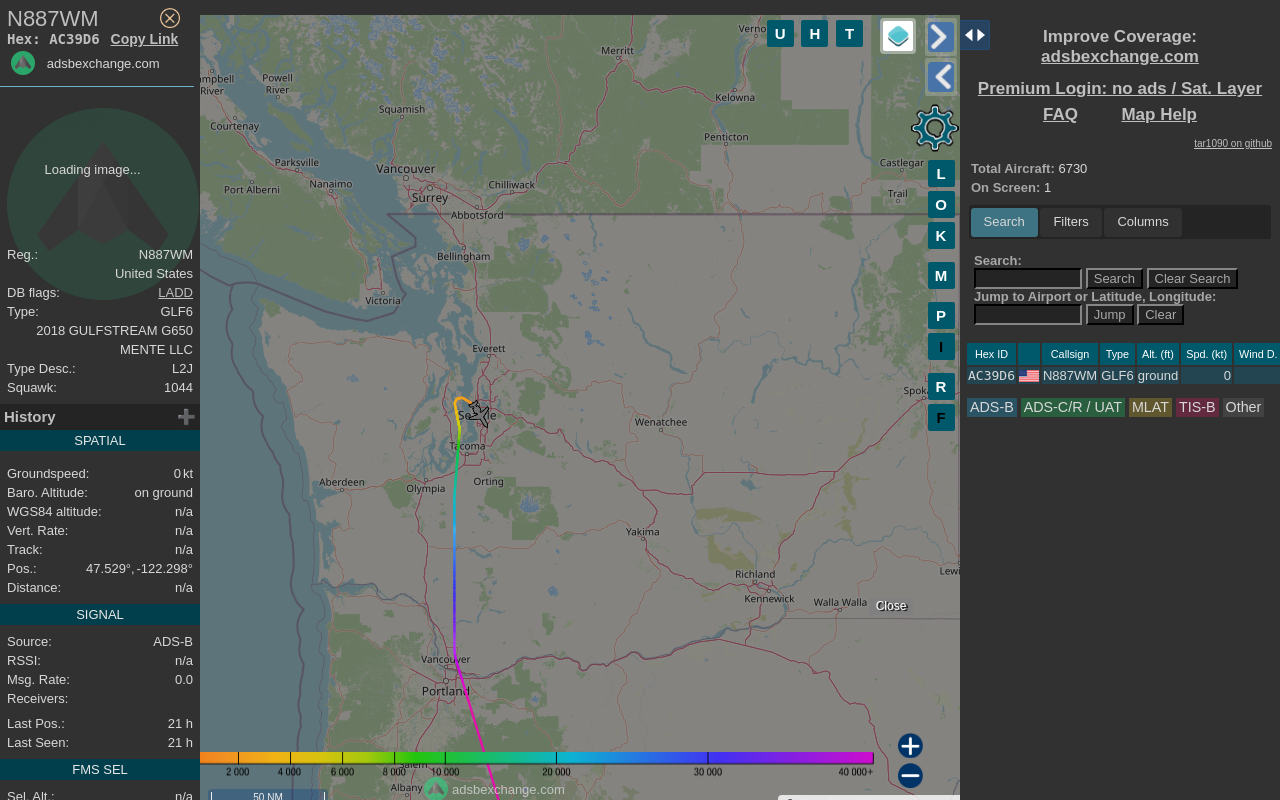 N887WM
Hex: AC39D6 Copy Link
adsbexchange.com
Loading image...
Reg.: N887WM
United States
DB flags: LADD
Type: GLF6
2018 GULFSTREAM G650
MENTE LLC
Type Desc.: L2J
Squawk: 1044
History
SPATIAL
Groundspeed: 0 kt
Baro. Altitude: on ground
WGS84 altitude: n/a
Vert. Rate: n/a
Track: n/a
Pos.: 47.529°, -122.298°
Distance: n/a
SIGNAL
Source: ADS-B
RSSI: n/a
Msg. Rate: 0.0
Receivers:
Last Pos.: 21 h
Last Seen: 21 h
FMS SEL
Sel. Alt.: n/a
U H T
L
O
K
M
P
I
R
F
Merritt
Kelowna
Powell
River
Squamish
Courtenay
Penticton
Parksville
Vancouver
Castlegar
Port Alberni
Nanaimo
Chilliwack
Surrey
Trail
Abbotsford
Bellingham
Victoria
Everett
Wenatchee
Tacoma
Aberdeen
Olympia
Orting
Yakima
Richland
Kennewick
Walla Walla
Close
Vancouver
Portland
Salem
Albany
2 000 4 000 6 000 8 000 10 000 20 000 30 000 40 000+
adsbexchange.com
50 NM
Improve Coverage:
adsbexchange.com
Premium Login: no ads / Sat. Layer
FAQ Map Help
tar1090 on github
Total Aircraft: 6730
On Screen: 1
Search Filters Columns
Search:
Search Clear Search
Jump to Airport or Latitude, Longitude:
Jump Clear
Hex ID Callsign Type Alt. (ft) Spd. (kt) Wind D.
AC39D6 N887WM GLF6 ground 0
ADS-B ADS-C/R / UAT MLAT TIS-B Other